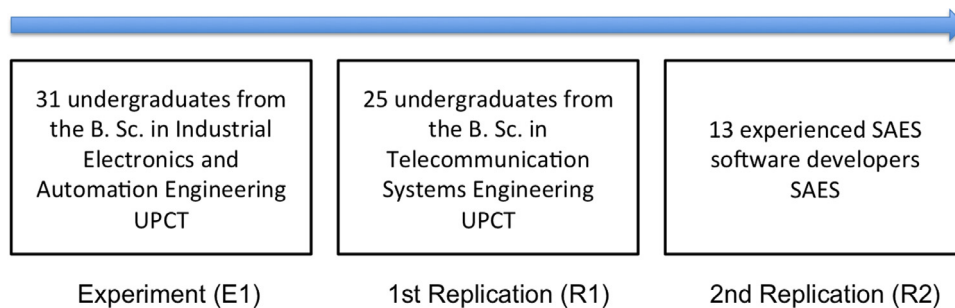 31 undergraduates from
the B. Sc. in Industrial
Electronics and
Automation Engineering
UPCT
25 undergraduates from
the B. Sc. in
Telecommunication
Systems Engineering
UPCT
13 experienced SAES
software developers
SAES
Experiment (E1)
1st Replication (R1)
2nd Replication (R2)